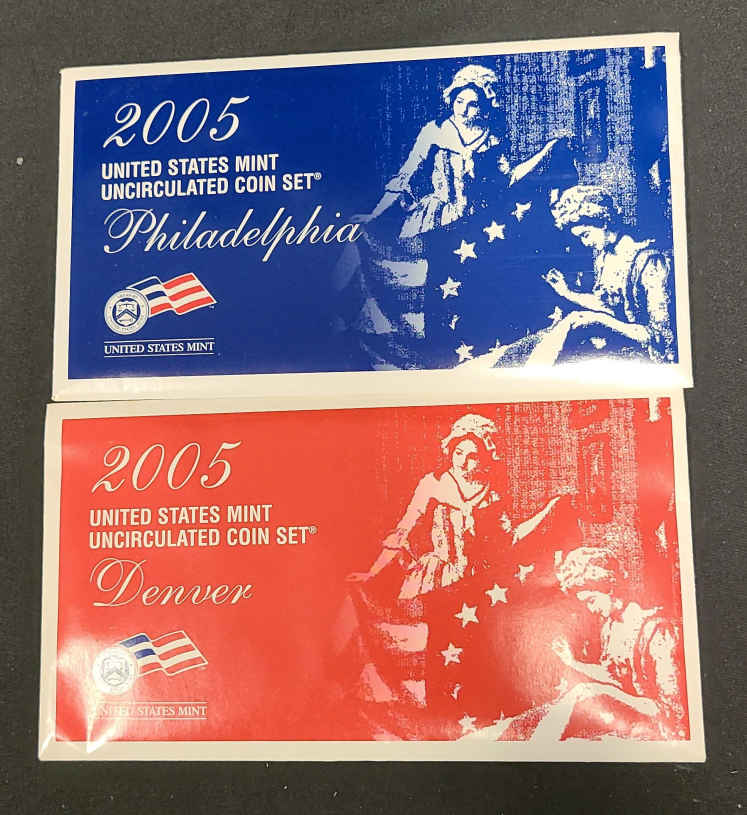 2005
UNITED STATES MINT
UNCIRCULATED COIN SET®
Philadelphia
UNITED STATES MINT
2005
UNITED STATES MINT
UNCIRCULATED COIN SET®
Denver
UNITED STATES MINT